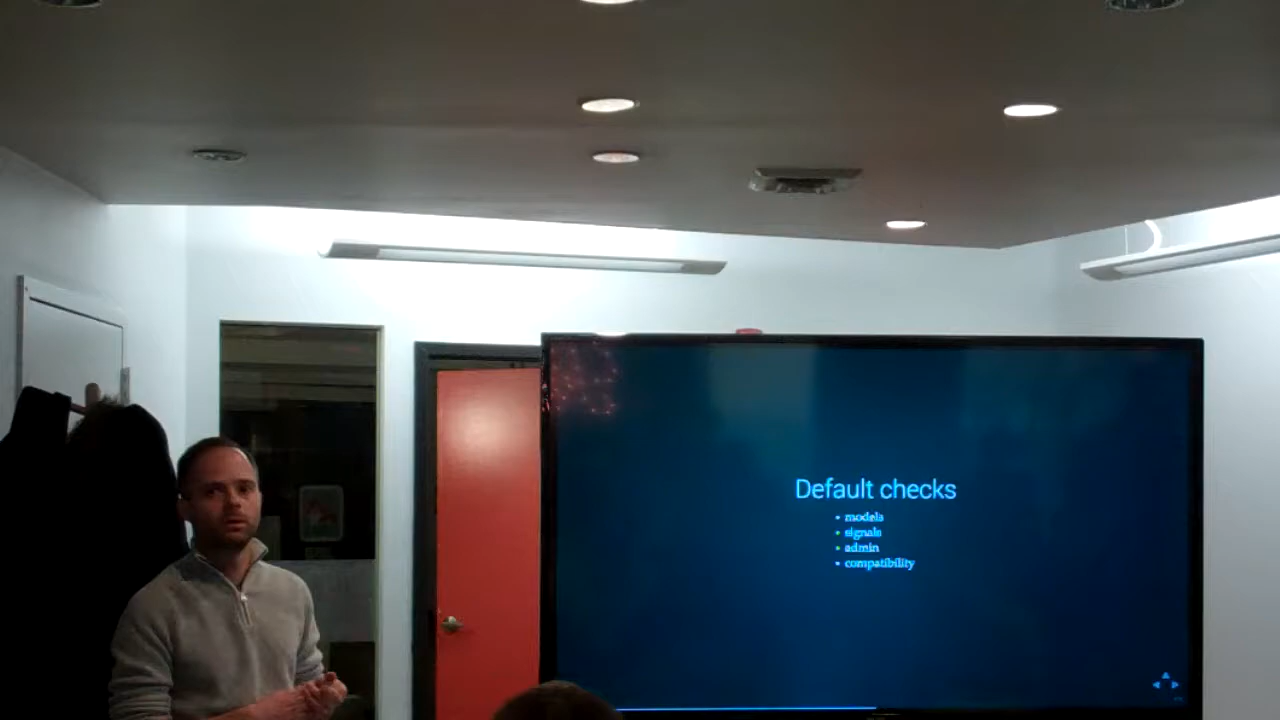 Default checks
• models
• signals
• admin
• compatibility